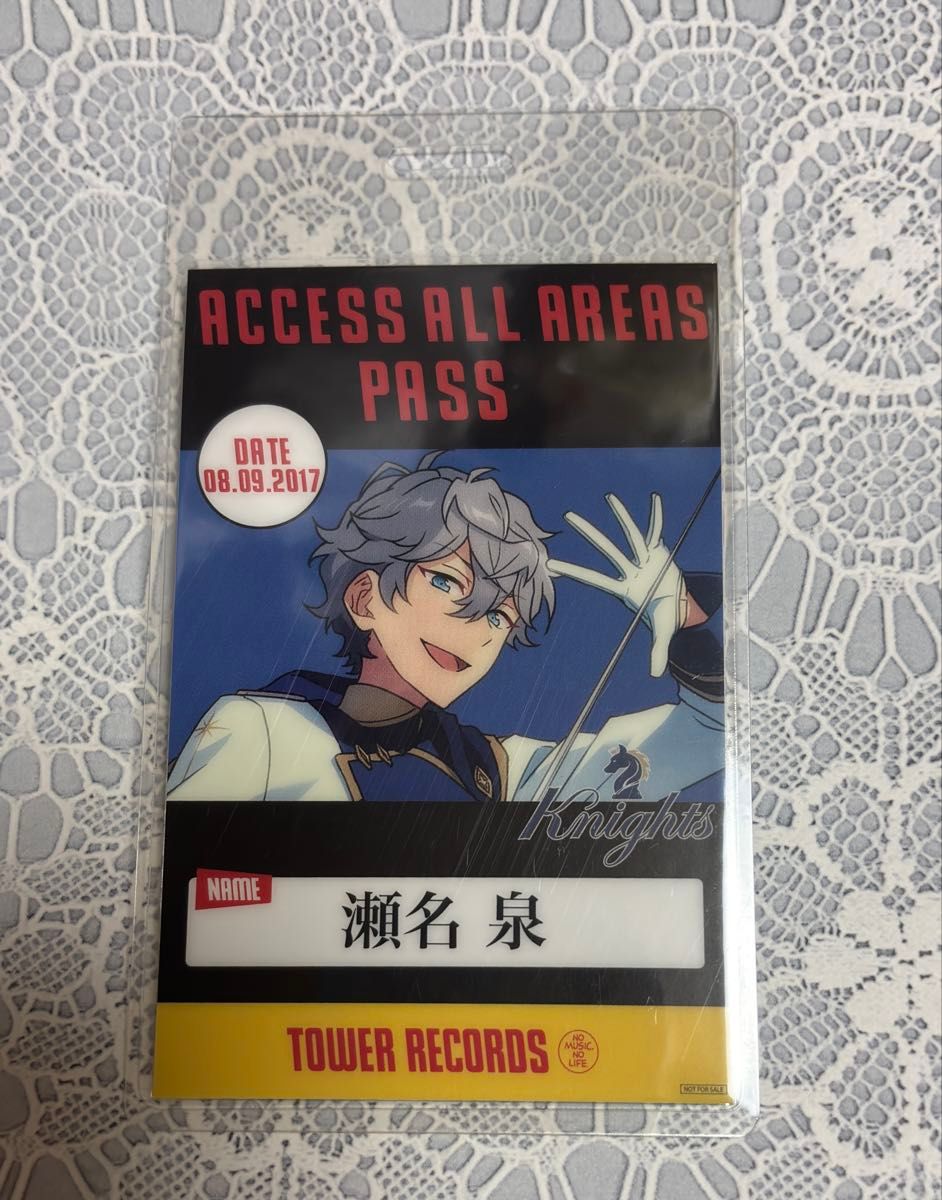 ACCESS ALL AREAS
PASS
DATE
08.09.2017
Knights
NAME
瀬名 泉
TOWER RECORDS
NO
MUSIC.
NO
LIFE.
NOT FOR SALE